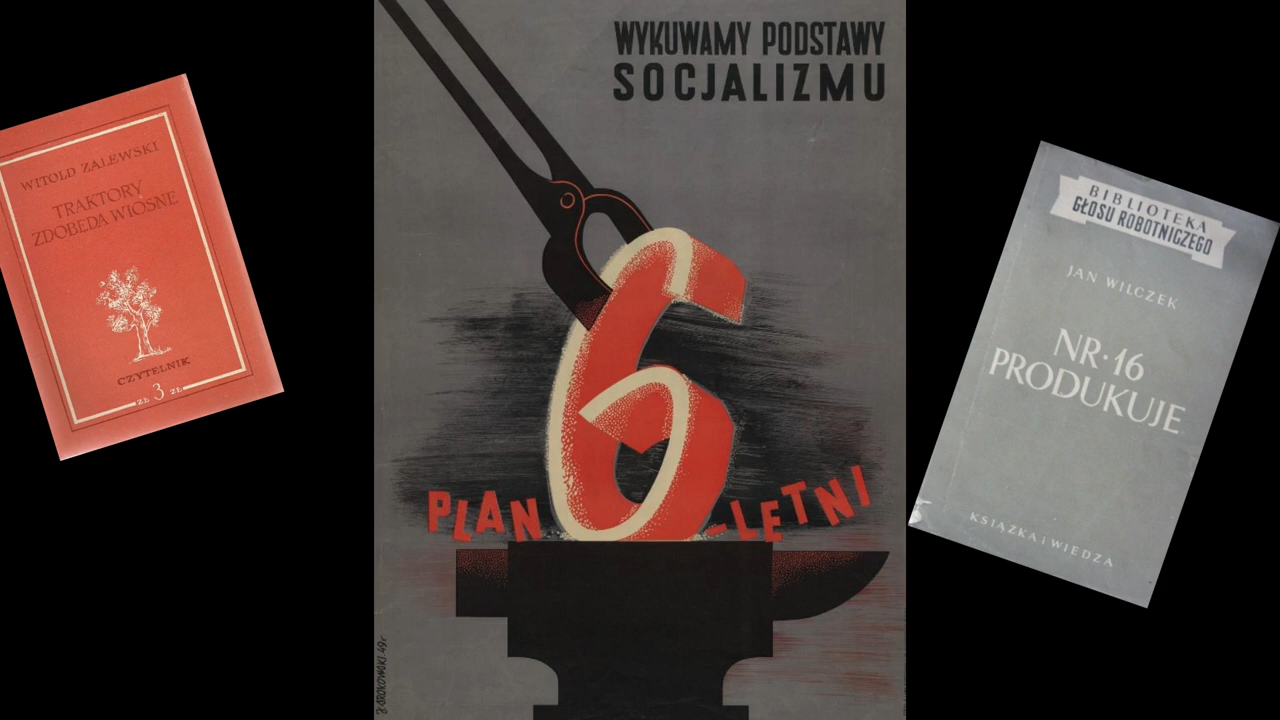 WITOLD ZALEWSKI
TRAKTORY
ZDOBĘDĄ WIOSNĘ
CZYTELNIK
ZŁ 3 ZŁ
WYKUWAMY PODSTAWY
SOCJALIZMU
PLAN 6-LETNI
BIBLIOTEKA
GŁOSU ROBOTNICZEGO
JAN WILCZEK
NR·16
PRODUKUJE
KSIĄŻKA i WIEDZA